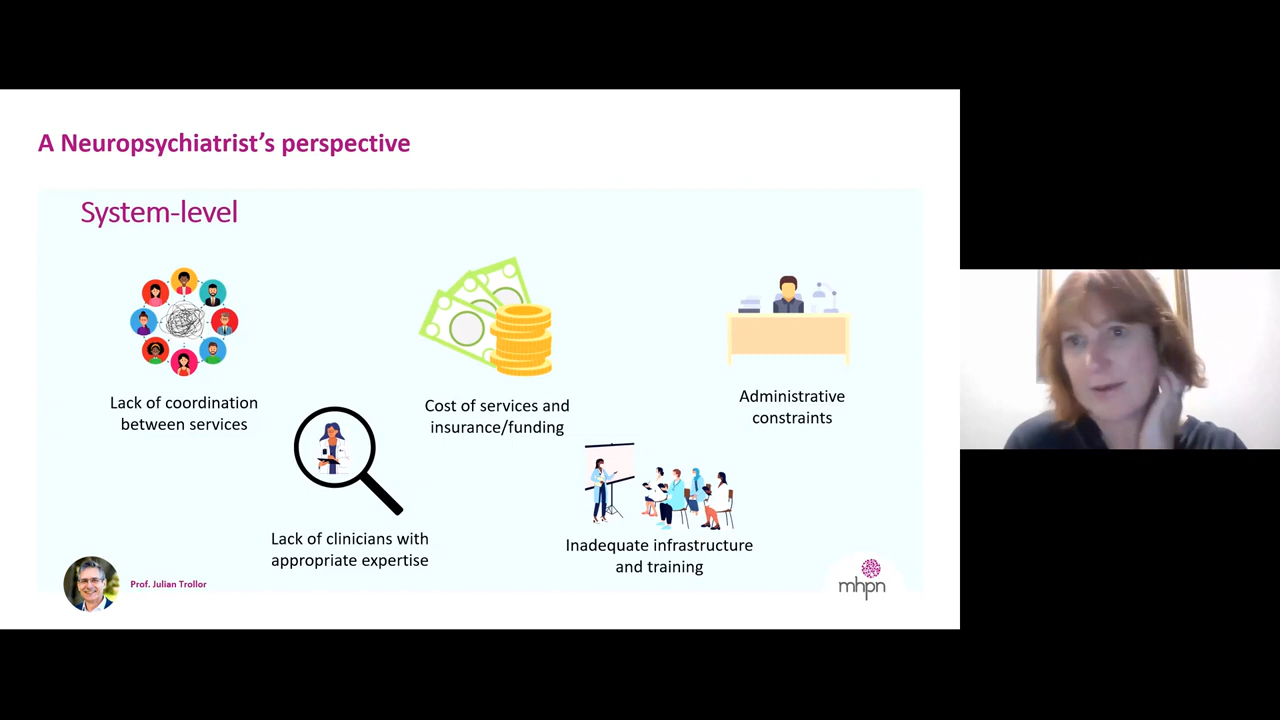 A Neuropsychiatrist's perspective
System-level
Lack of coordination
between services
Cost of services and
insurance/funding
Administrative
constraints
Lack of clinicians with
appropriate expertise
Inadequate infrastructure
and training
Prof. Julian Trollor
mhpn